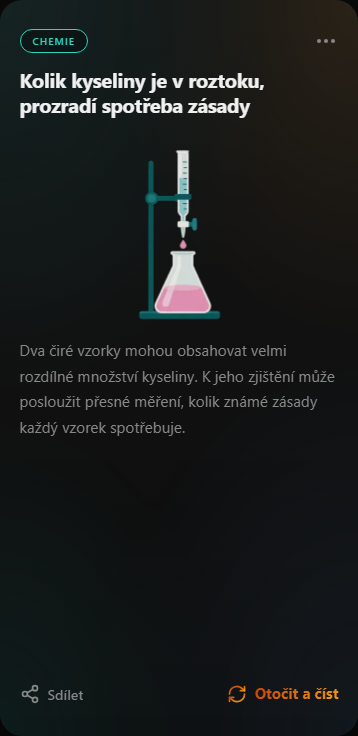 CHEMIE
Kolik kyseliny je v roztoku,
prozradí spotřeba zásady
Dva čiré vzorky mohou obsahovat velmi
rozdílné množství kyseliny. K jeho zjištění může
posloužit přesné měření, kolik známé zásady
každý vzorek spotřebuje.
Sdílet
Otočit a číst